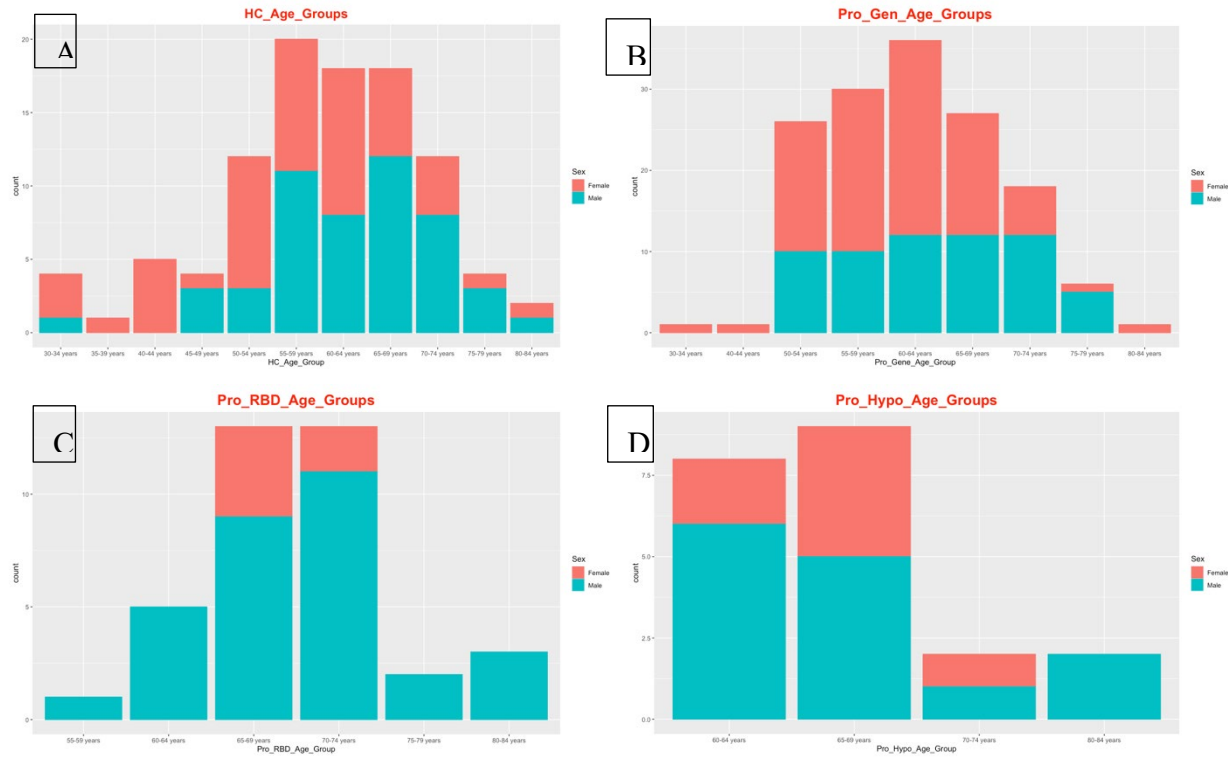 HC_Age_Groups
A
20
15
10
5
0
count
30-34 years 35-39 years 40-44 years 45-49 years 50-54 years 55-59 years 60-64 years 65-69 years 70-74 years 75-79 years 80-84 years
HC_Age_Group
Sex
Female
Male
Pro_Gen_Age_Groups
B
30
20
10
0
count
30-34 years 40-44 years 50-54 years 55-59 years 60-64 years 65-69 years 70-74 years 75-79 years 80-84 years
Pro_Gene_Age_Group
Sex
Female
Male
Pro_RBD_Age_Groups
C
10
5
0
count
55-59 years 60-64 years 65-69 years 70-74 years 75-79 years 80-84 years
Pro_RBD_Age_Group
Sex
Female
Male
Pro_Hypo_Age_Groups
D
7.5
5.0
2.5
0.0
count
60-64 years 65-69 years 70-74 years 80-84 years
Pro_Hypo_Age_Group
Sex
Female
Male